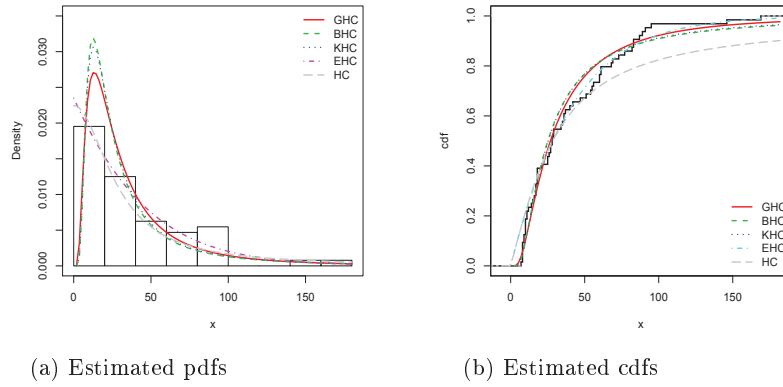 GHC
BHC
KHC
EHC
HC
0.030
0.020
0.010
0.000
Density
0
50
100
150
x
1.0
0.8
0.6
0.4
0.2
0.0
cdf
GHC
BHC
KHC
EHC
HC
0
50
100
150
x
(a) Estimated pdfs
(b) Estimated cdfs